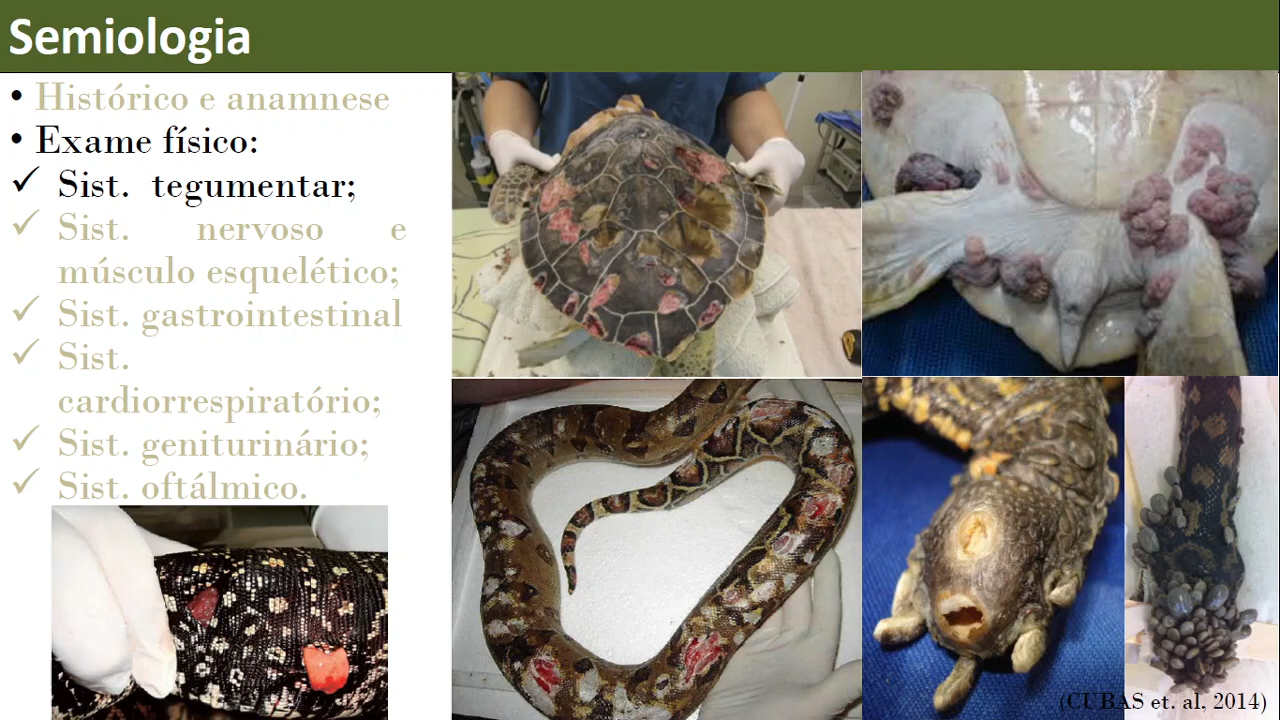 Semiologia
• Histórico e anamnese
• Exame físico:
✓ Sist. tegumentar;
✓ Sist. nervoso e
músculo esquelético;
✓ Sist. gastrointestinal
✓ Sist.
cardiorrespiratório;
✓ Sist. geniturinário;
✓ Sist. oftálmico.
(CUBAS et. al, 2014)